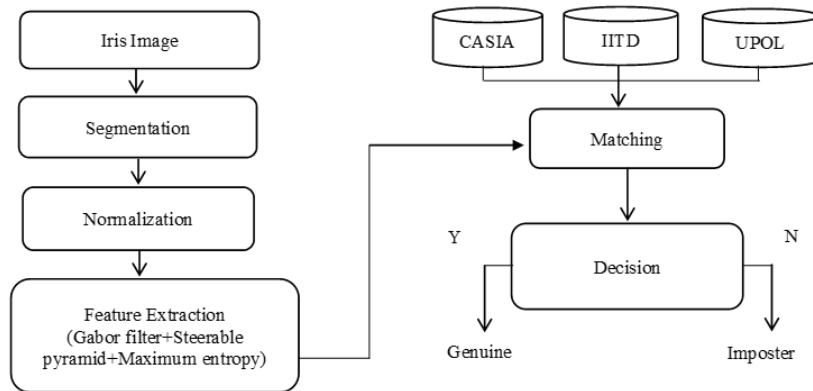 Iris Image
Segmentation
Normalization
Feature Extraction
(Gabor filter+Steerable
pyramid+Maximum entropy)
CASIA
IITD
UPOL
Matching
Y
N
Decision
Genuine
Imposter